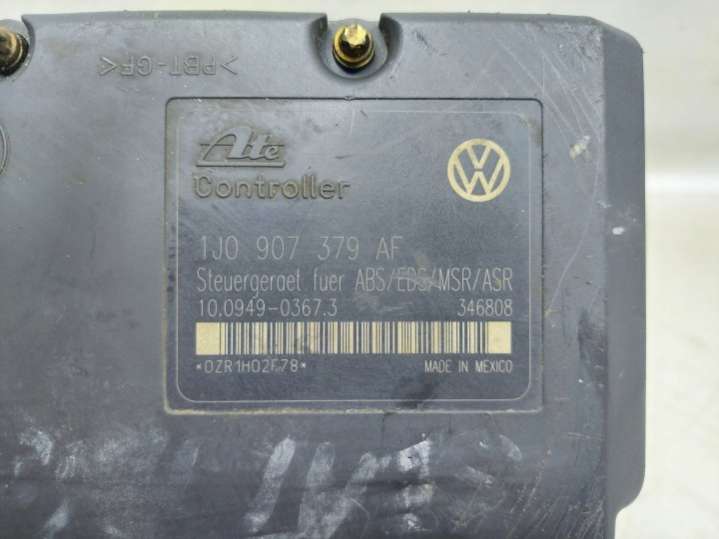 >PBT-GF<
Ate
Controller
1J0 907 379 AF
Steuergeraet fuer ABS/EDS/MSR/ASR
10.0949-0367.3 346808
*0ZR1H02F78* MADE IN MEXICO